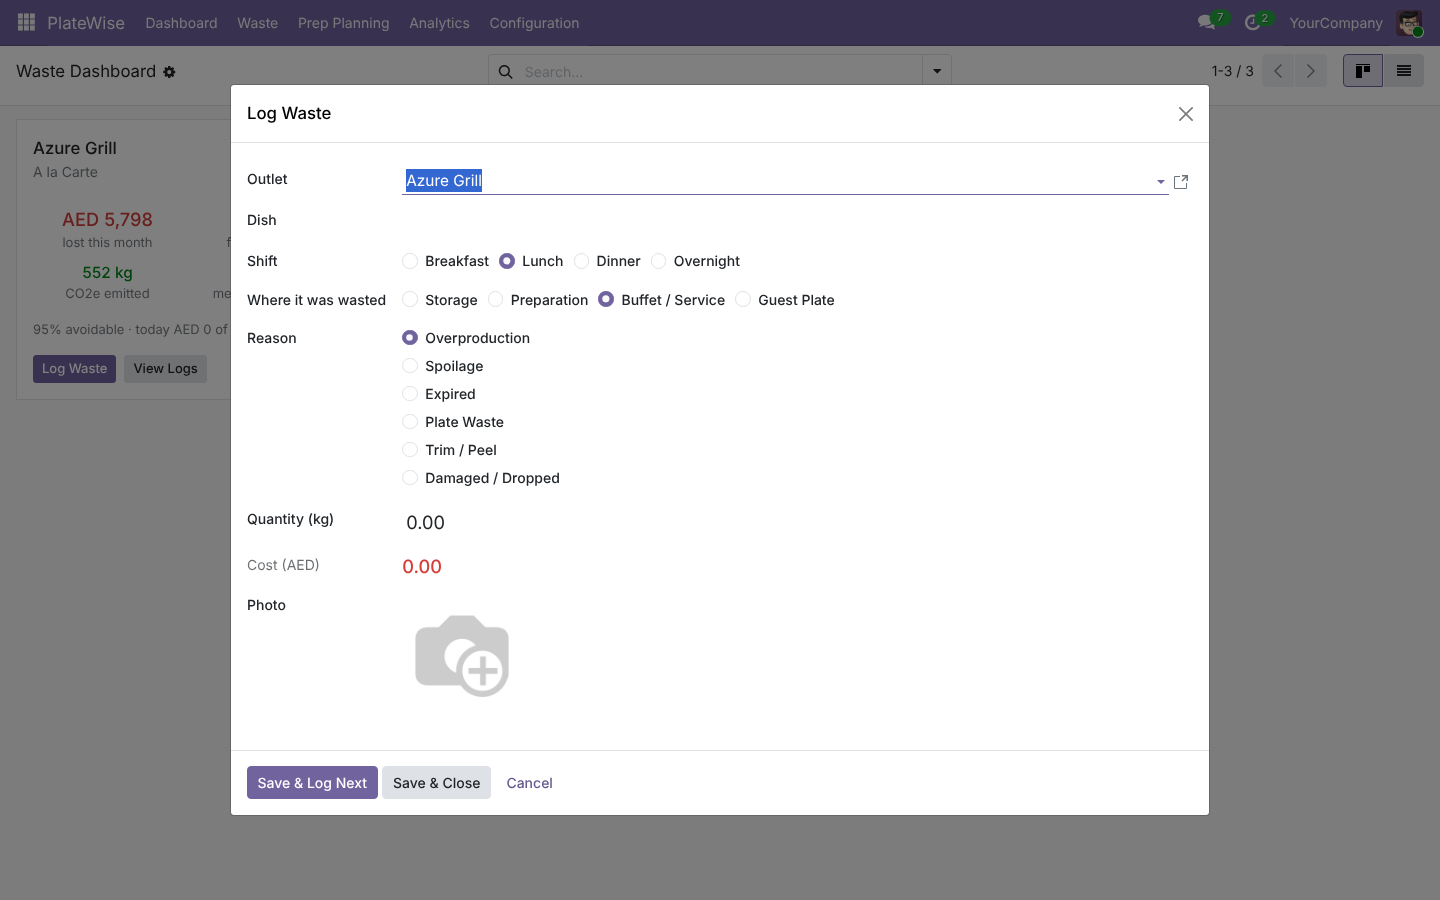 PlateWise Dashboard Waste Prep Planning Analytics Configuration 7 2 YourCompany
Waste Dashboard Search... 1-3 / 3
Log Waste
Azure Grill
A la Carte
AED 5,798
lost this month
552 kg
CO2e emitted
95% avoidable · today AED 0 of
Log Waste View Logs
Outlet Azure Grill
Dish
Shift Breakfast Lunch Dinner Overnight
Where it was wasted Storage Preparation Buffet / Service Guest Plate
Reason Overproduction
Spoilage
Expired
Plate Waste
Trim / Peel
Damaged / Dropped
Quantity (kg) 0.00
Cost (AED) 0.00
Photo
Save & Log Next Save & Close Cancel